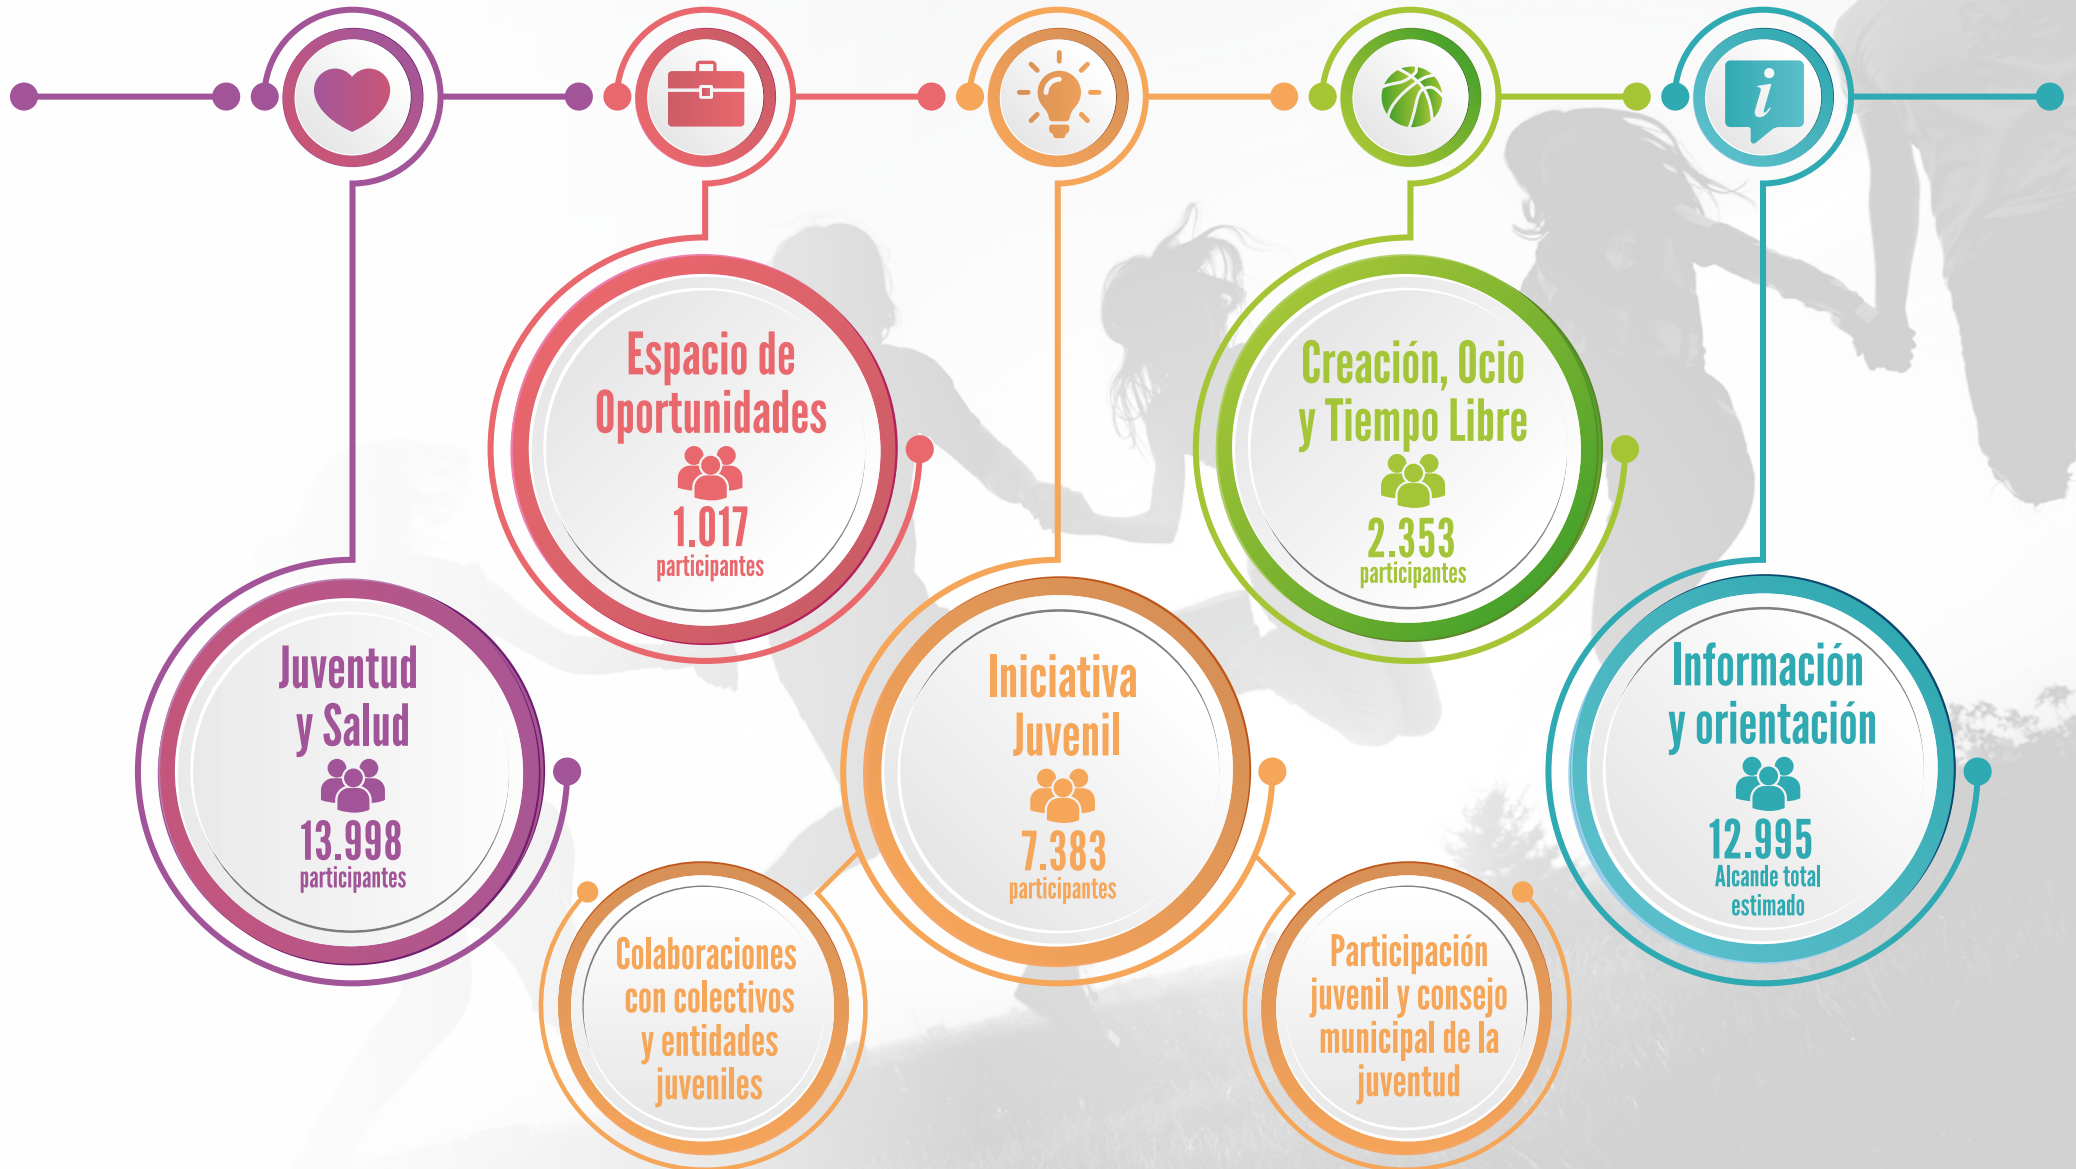 Espacio de
Oportunidades
1.017
participantes
Creación, Ocio
y Tiempo Libre
2.353
participantes
Juventud
y Salud
13.998
participantes
Iniciativa
Juvenil
7.383
participantes
Información
y orientación
12.995
Alcande total
estimado
Colaboraciones
con colectivos
y entidades
juveniles
Participación
juvenil y consejo
municipal de la
juventud
i